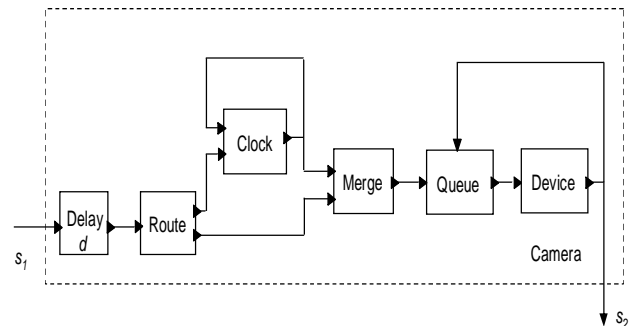 Clock
Merge
Queue
Device
Delay
d
Route
Camera
s1
s2